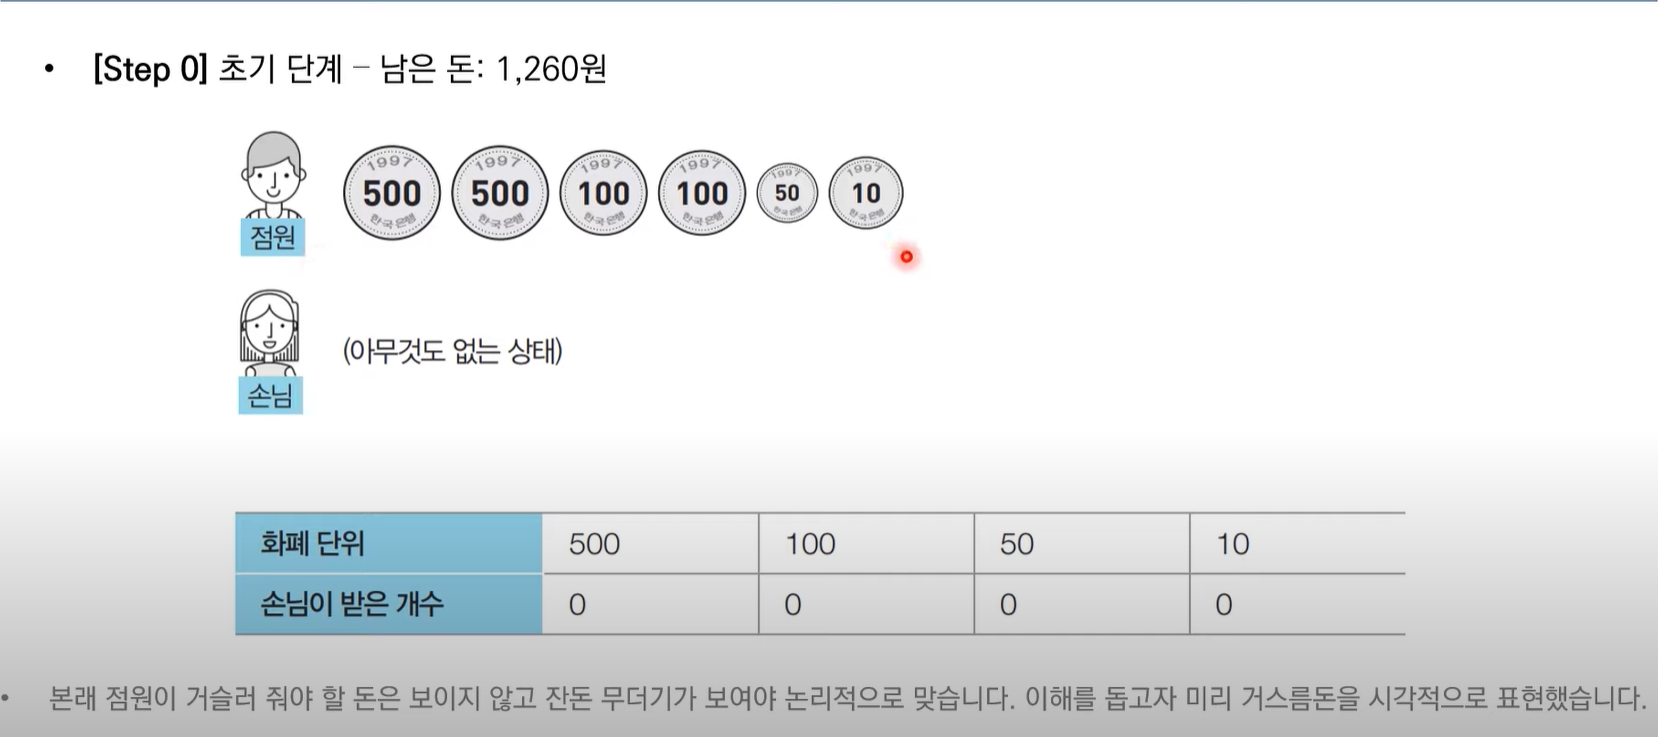 • [Step 0] 초기 단계 – 남은 돈: 1,260원
1997 500 한국은행 1997 500 한국은행 1997 100 한국은행 1997 100 한국은행 1997 50 한국은행 1997 10 한국은행
점원
(아무것도 없는 상태)
손님
화폐 단위 500 100 50 10
손님이 받은 개수 0 0 0 0
• 본래 점원이 거슬러 줘야 할 돈은 보이지 않고 잔돈 무더기가 보여야 논리적으로 맞습니다. 이해를 돕고자 미리 거스름돈을 시각적으로 표현했습니다.